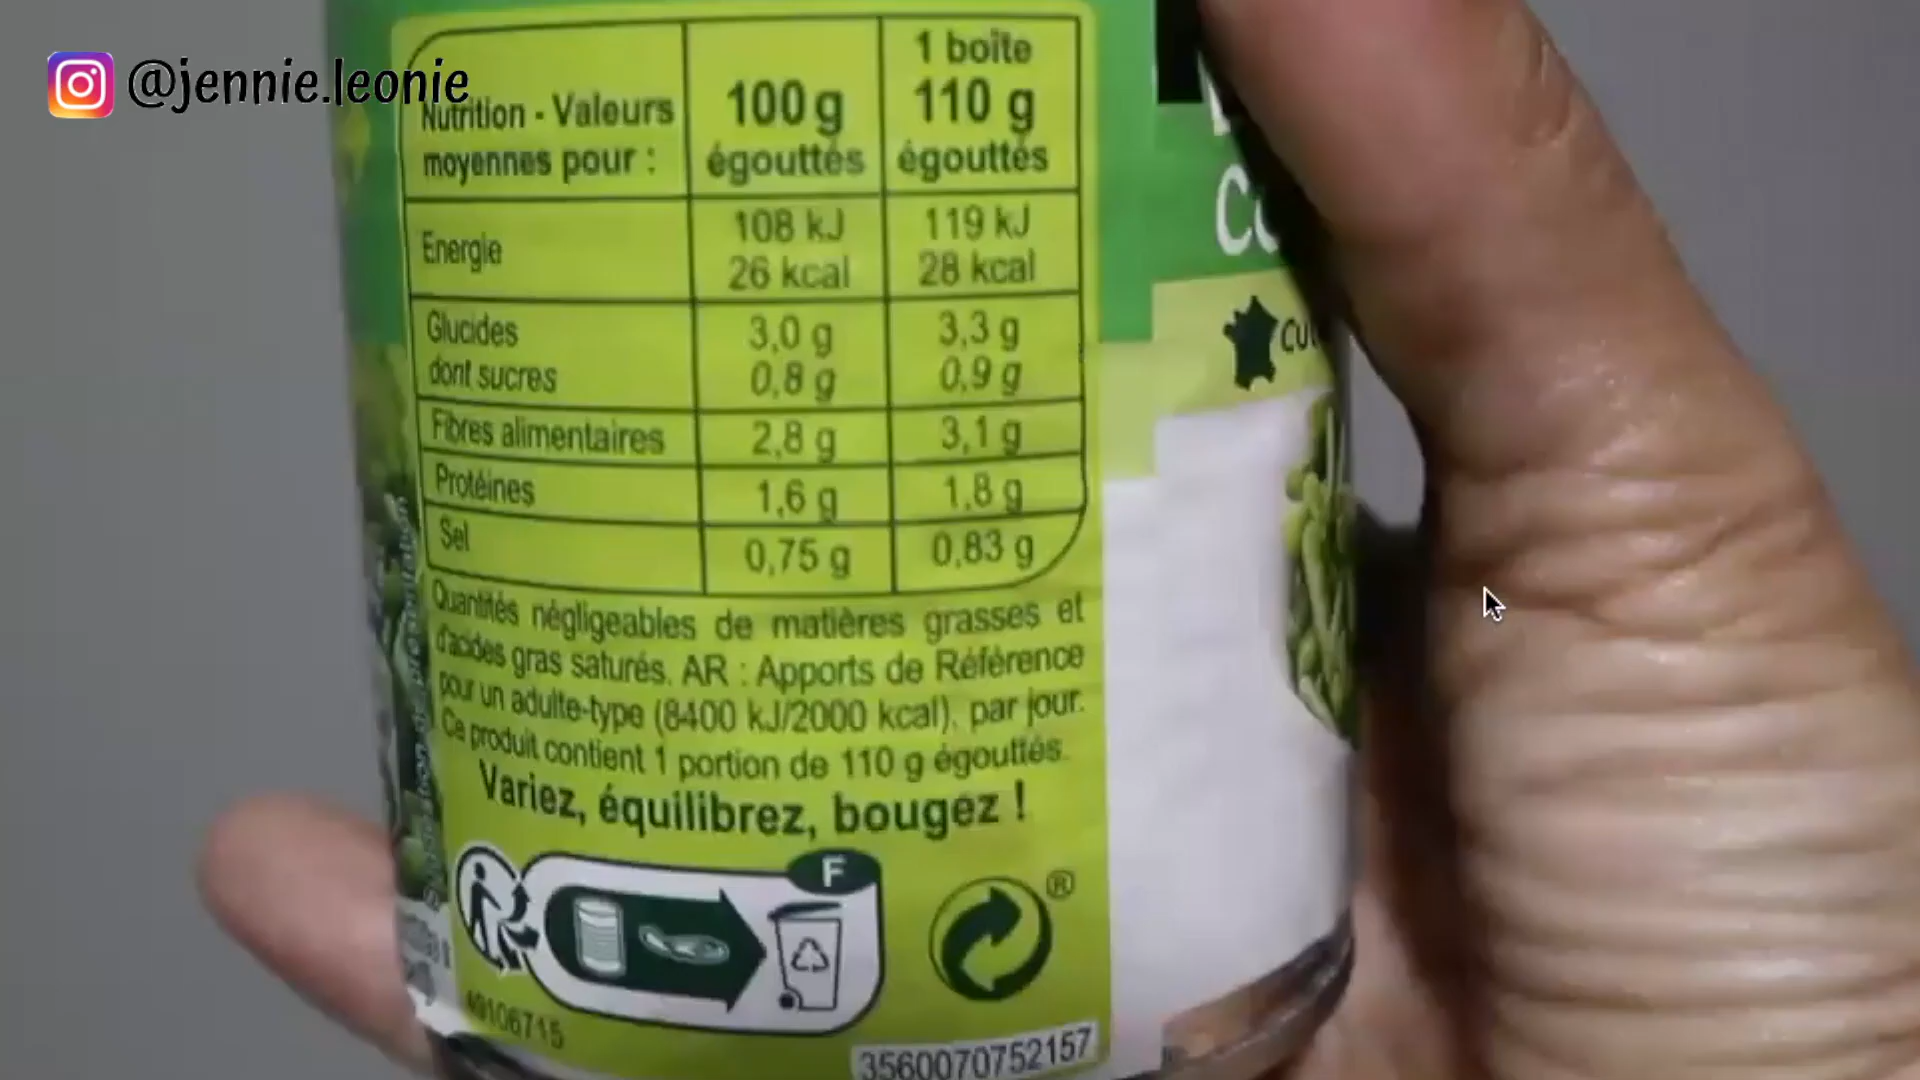 @jennie.leonie
Nutrition - Valeurs
moyennes pour :
100 g
égouttés
1 boîte
110 g
égouttés
Energie
108 kJ
26 kcal
119 kJ
28 kcal
Glucides
3,0 g
3,3 g
dont sucres
0,8 g
0,9 g
Fibres alimentaires
2,8 g
3,1 g
Protéines
1,6 g
1,8 g
Sel
0,75 g
0,83 g
Quantités négligeables de matières grasses et
d'acides gras saturés. AR : Apports de Référence
pour un adulte-type (8400 kJ/2000 kcal). par jour.
Ce produit contient 1 portion de 110 g égouttés.
Variez, équilibrez, bougez !
F
®
49106715
3560070752157